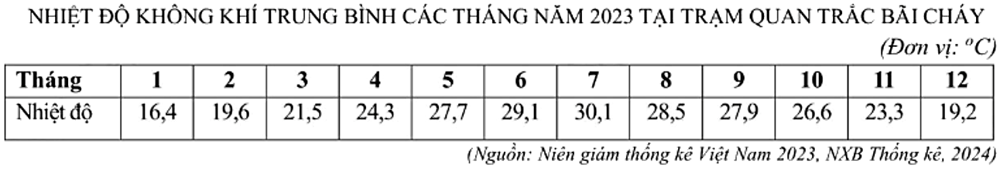 NHIỆT ĐỘ KHÔNG KHÍ TRUNG BÌNH CÁC THÁNG NĂM 2023 TẠI TRẠM QUAN TRẮC BÃI CHÁY
(Đơn vị: ºC)
Tháng 1 2 3 4 5 6 7 8 9 10 11 12
Nhiệt độ 16,4 19,6 21,5 24,3 27,7 29,1 30,1 28,5 27,9 26,6 23,3 19,2
(Nguồn: Niên giám thống kê Việt Nam 2023, NXB Thống kê, 2024)